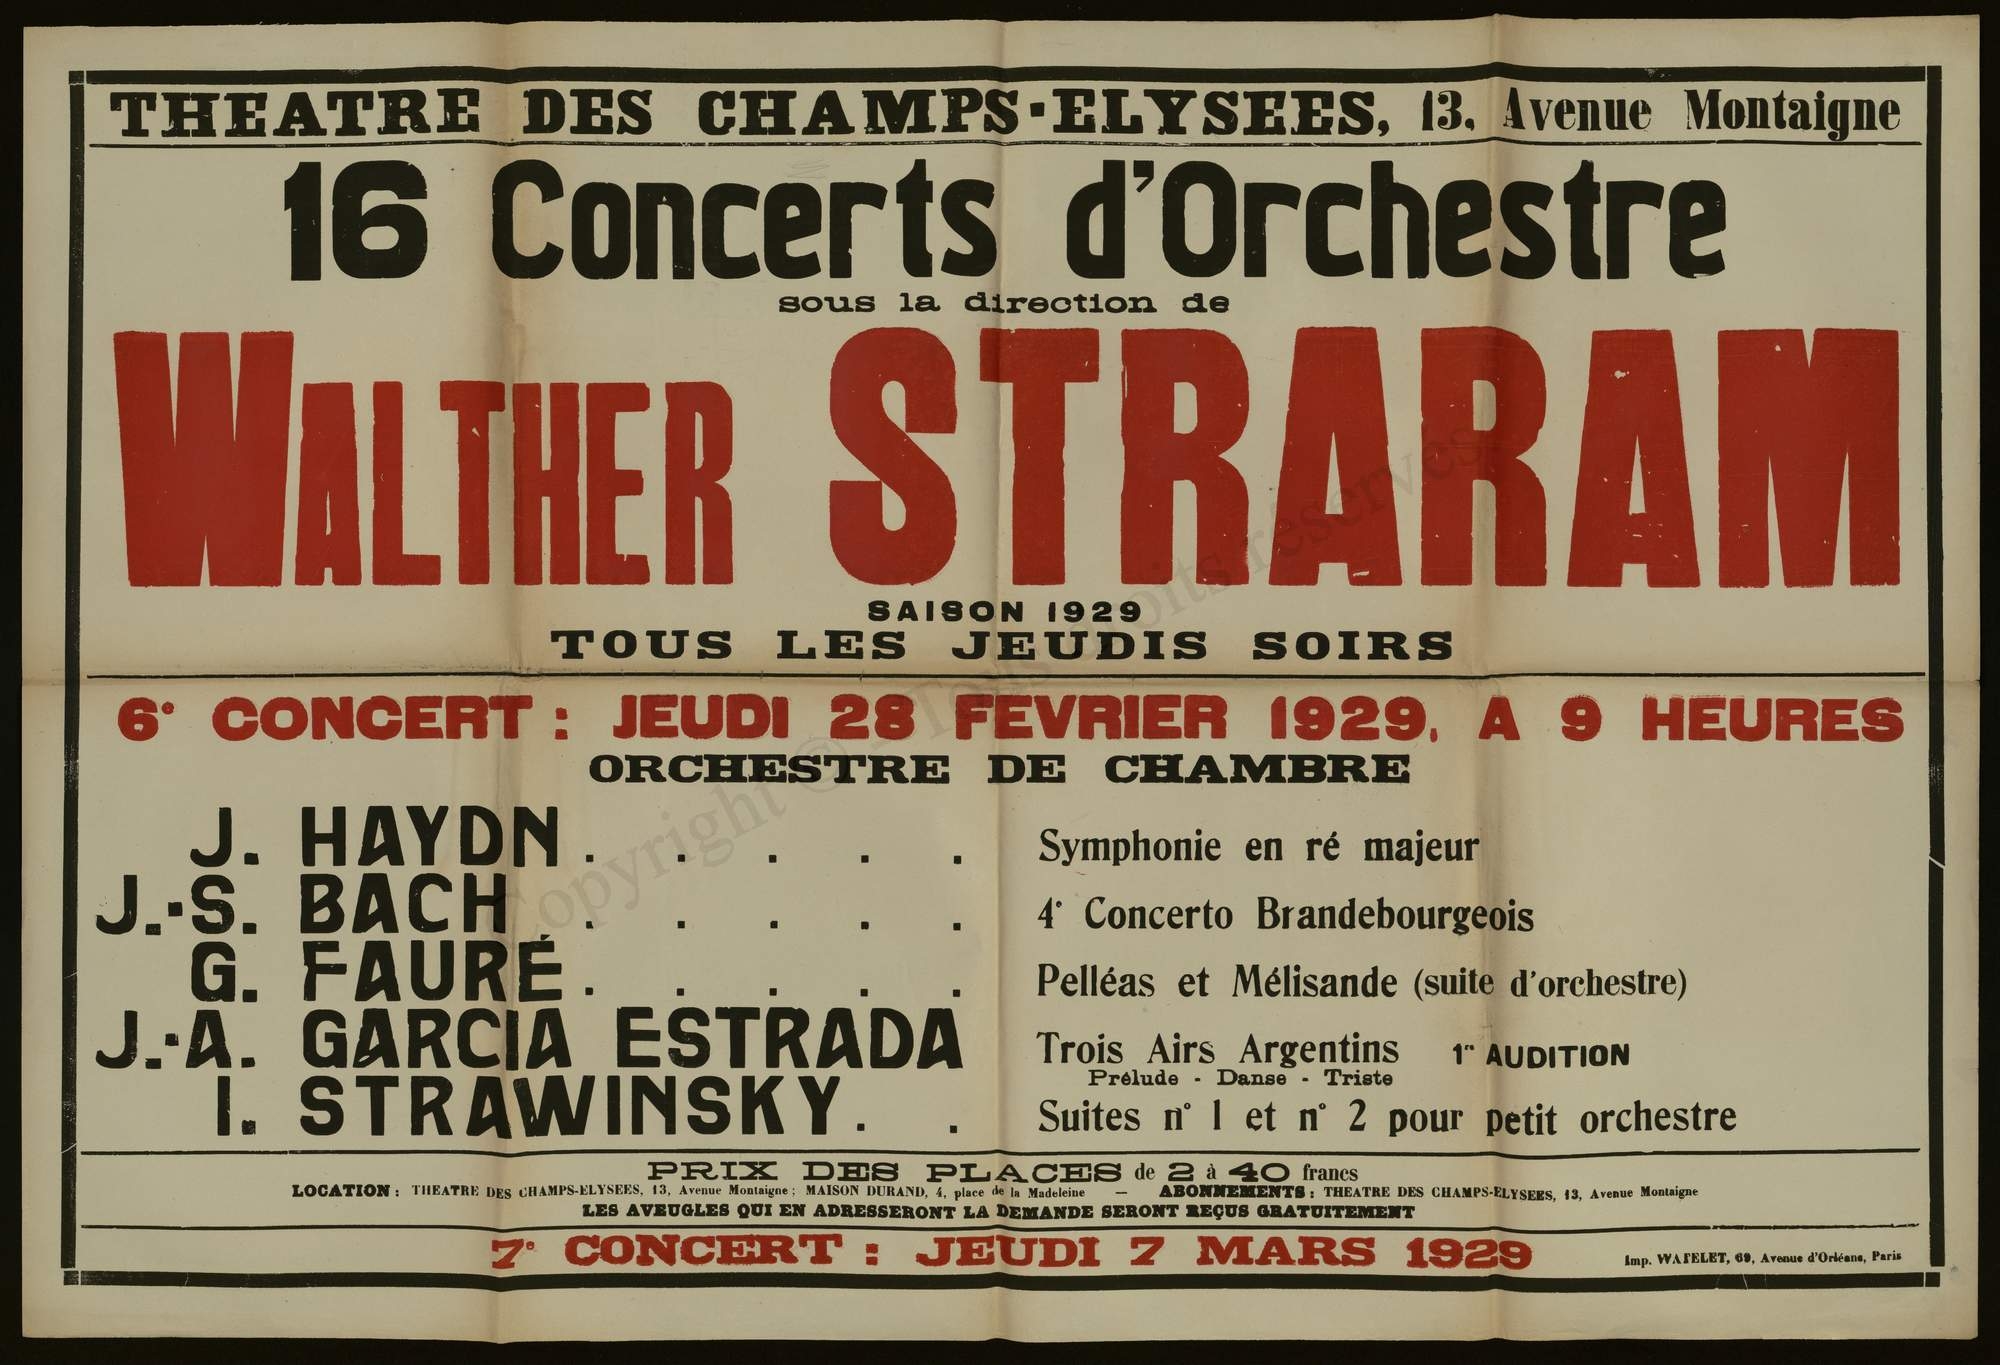 THEATRE DES CHAMPS-ELYSEES, 13, Avenue Montaigne
16 Concerts d'Orchestre
sous la direction de
WALTHER STRARAM
SAISON 1929
TOUS LES JEUDIS SOIRS
6e CONCERT : JEUDI 28 FEVRIER 1929, A 9 HEURES
ORCHESTRE DE CHAMBRE
J. HAYDN . . . . . Symphonie en ré majeur
J.-S. BACH . . . . . 4e Concerto Brandebourgeois
G. FAURÉ . . . . . Pelléas et Mélisande (suite d'orchestre)
J.-A. GARCIA ESTRADA Trois Airs Argentins 1re AUDITION
Prélude - Danse - Triste
I. STRAWINSKY . . Suites n° 1 et n° 2 pour petit orchestre
PRIX DES PLACES de 2 à 40 francs
LOCATION : THEATRE DES CHAMPS-ELYSEES, 13, Avenue Montaigne ; MAISON DURAND, 4, place de la Madeleine — ABONNEMENTS : THEATRE DES CHAMPS-ELYSEES, 13, Avenue Montaigne
LES AVEUGLES QUI EN ADRESSERONT LA DEMANDE SERONT REÇUS GRATUITEMENT
7e CONCERT : JEUDI 7 MARS 1929
Imp. WATELET, 69, Avenue d'Orléans, Paris
Copyright © - Tous droits réservés